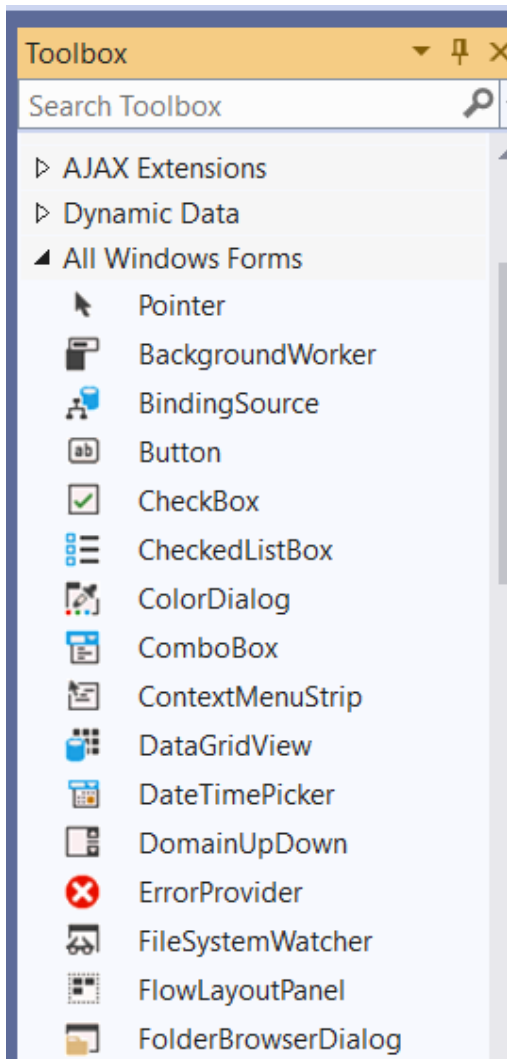 Toolbox
Search Toolbox
AJAX Extensions
Dynamic Data
All Windows Forms
Pointer
BackgroundWorker
BindingSource
ab Button
CheckBox
CheckedListBox
ColorDialog
ComboBox
ContextMenuStrip
DataGridView
DateTimePicker
DomainUpDown
ErrorProvider
FileSystemWatcher
FlowLayoutPanel
FolderBrowserDialog